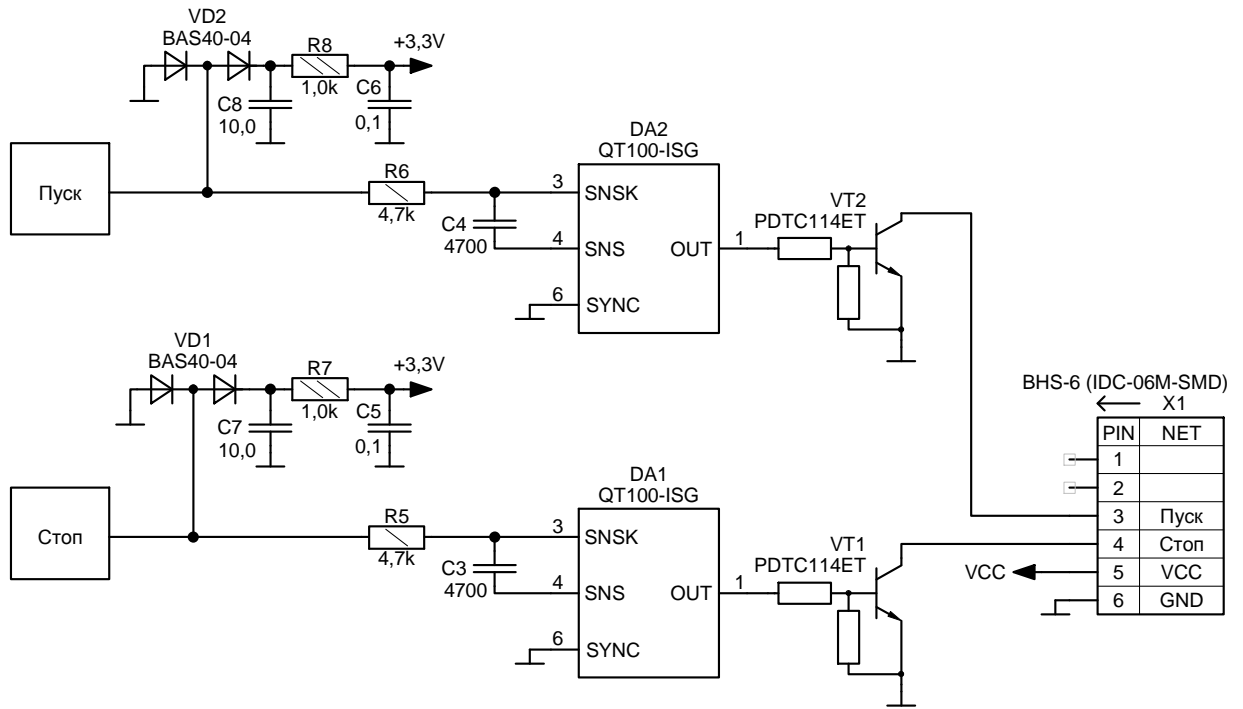 VD2
BAS40-04
R8
1,0k
+3,3V
C8
10,0
C6
0,1
Пуск
R6
4,7k
C4
4700
DA2
QT100-ISG
3
SNSK
4
SNS
6
SYNC
OUT
1
VT2
PDTC114ET
VD1
BAS40-04
R7
1,0k
+3,3V
C7
10,0
C5
0,1
Стоп
R5
4,7k
C3
4700
DA1
QT100-ISG
3
SNSK
4
SNS
6
SYNC
OUT
1
VT1
PDTC114ET
BHS-6 (IDC-06M-SMD)
X1
PIN NET
1
2
3 Пуск
4 Стоп
VCC
5 VCC
6 GND